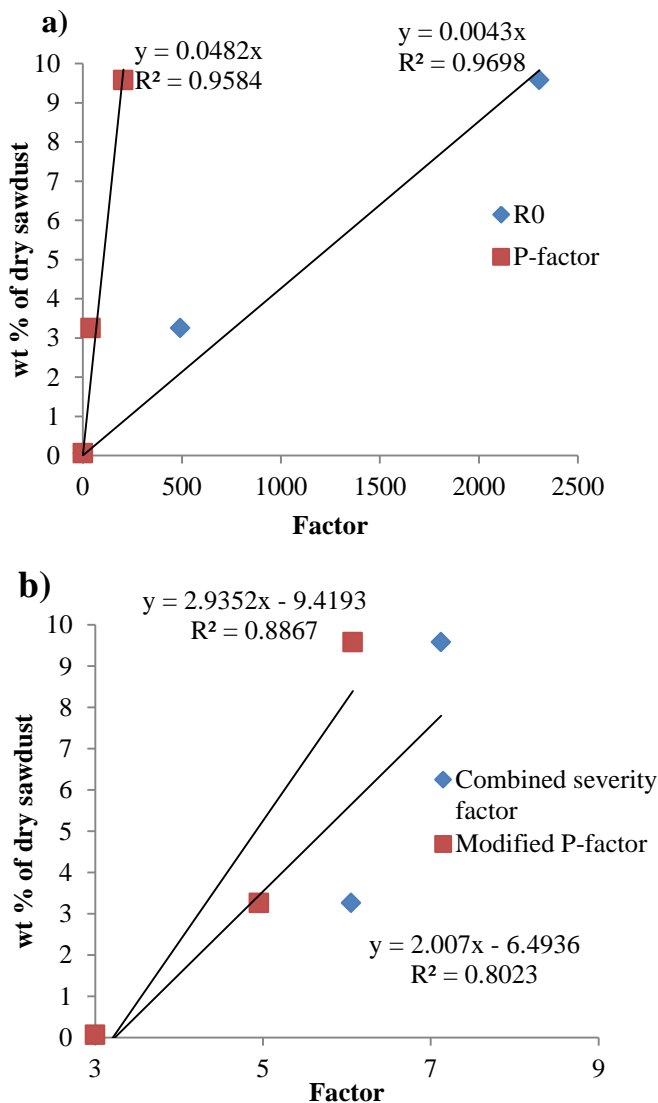 a)
y = 0.0482x
R² = 0.9584
y = 0.0043x
R² = 0.9698
10
9
8
7
6
5
4
3
2
1
0
wt % of dry sawdust
R0
P-factor
0 500 1000 1500 2000 2500
Factor
b)
y = 2.9352x - 9.4193
R² = 0.8867
10
9
8
7
6
5
4
3
2
1
0
wt % of dry sawdust
Combined severity
factor
Modified P-factor
y = 2.007x - 6.4936
R² = 0.8023
3 5 7 9
Factor